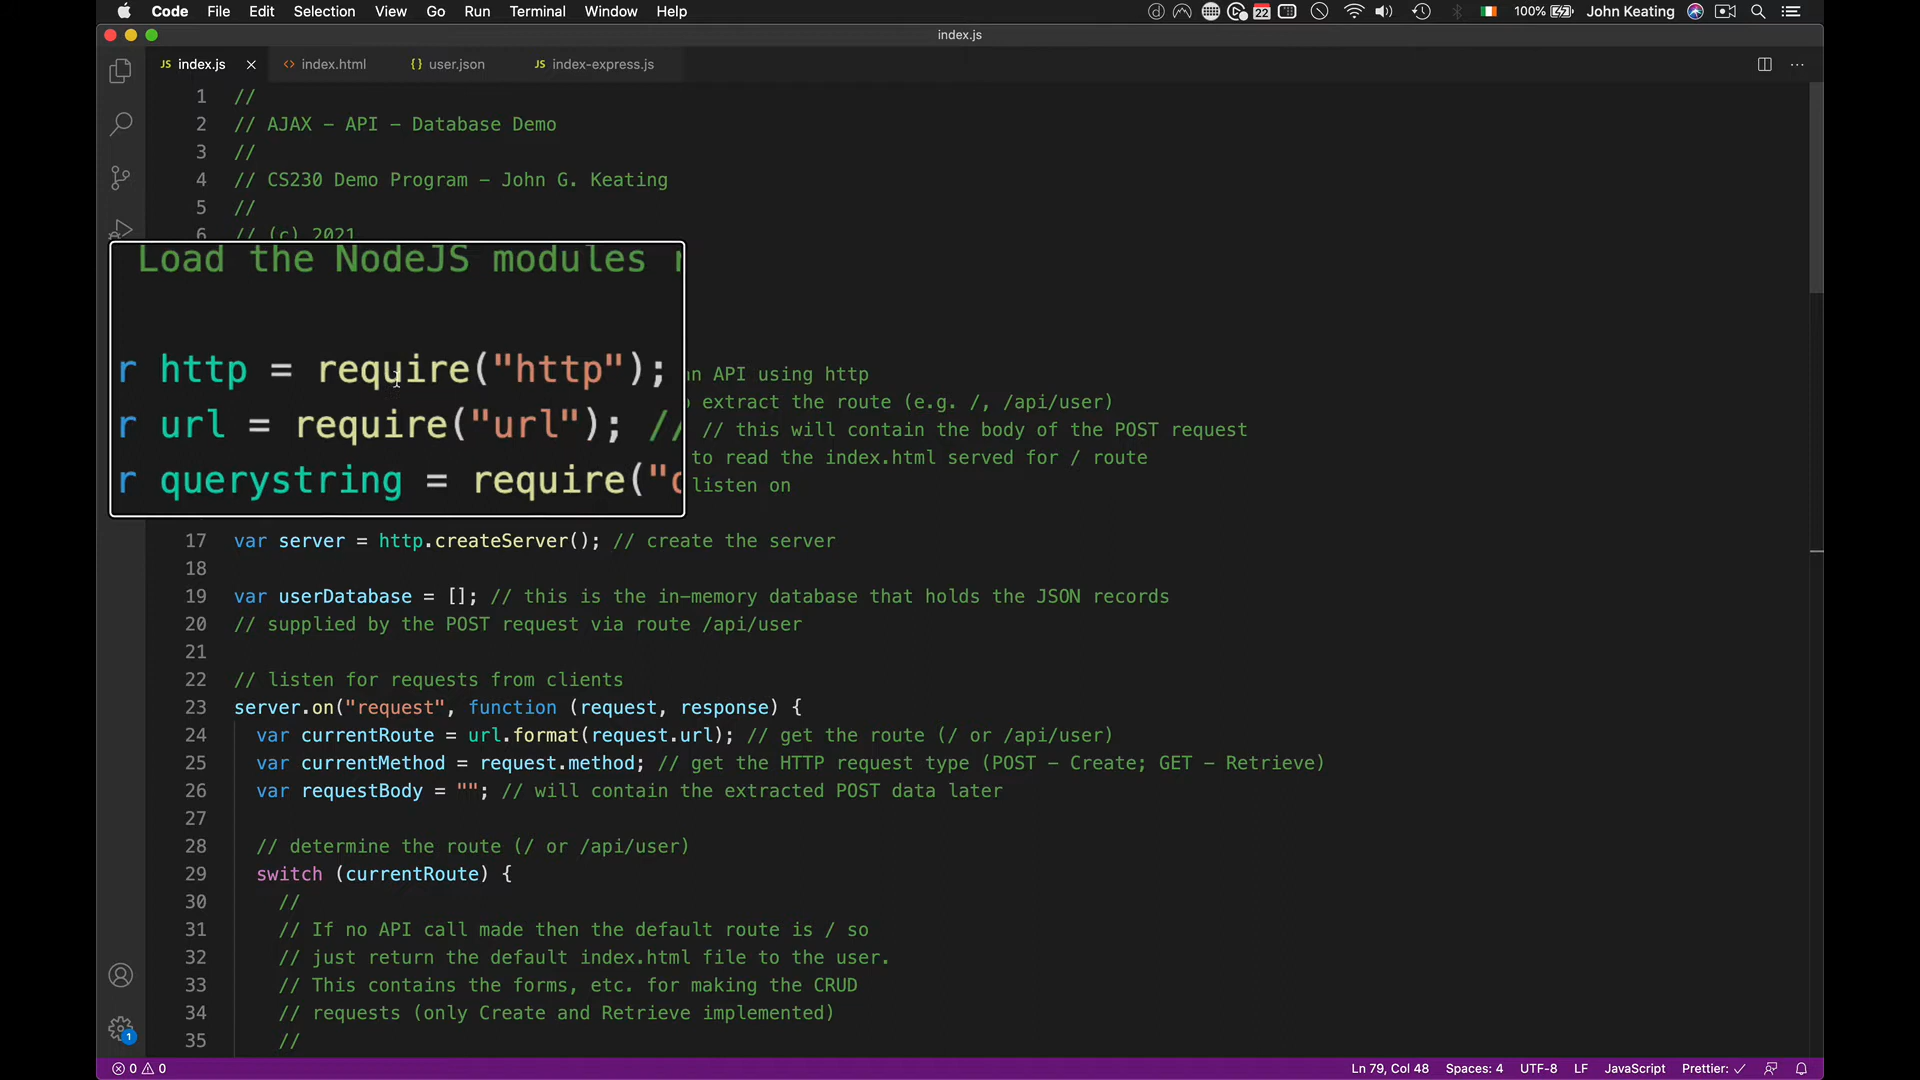 Code File Edit Selection View Go Run Terminal Window Help 22 100% John Keating
index.js
JS index.js index.html {} user.json JS index-express.js
1 //
2 // AJAX - API - Database Demo
3 //
4 // CS230 Demo Program - John G. Keating
5 //
6 // (c) 2021
Load the NodeJS modules
r http = require("http");
r url = require("url"); //
r querystring = require("
an API using http
extract the route (e.g. /, /api/user)
// this will contain the body of the POST request
to read the index.html served for / route
listen on
17 var server = http.createServer(); // create the server
18
19 var userDatabase = []; // this is the in-memory database that holds the JSON records
20 // supplied by the POST request via route /api/user
21
22 // listen for requests from clients
23 server.on("request", function (request, response) {
24 var currentRoute = url.format(request.url); // get the route (/ or /api/user)
25 var currentMethod = request.method; // get the HTTP request type (POST - Create; GET - Retrieve)
26 var requestBody = ""; // will contain the extracted POST data later
27
28 // determine the route (/ or /api/user)
29 switch (currentRoute) {
30 //
31 // If no API call made then the default route is / so
32 // just return the default index.html file to the user.
33 // This contains the forms, etc. for making the CRUD
34 // requests (only Create and Retrieve implemented)
35 //
1
0 0 Ln 79, Col 48 Spaces: 4 UTF-8 LF JavaScript Prettier: ✓